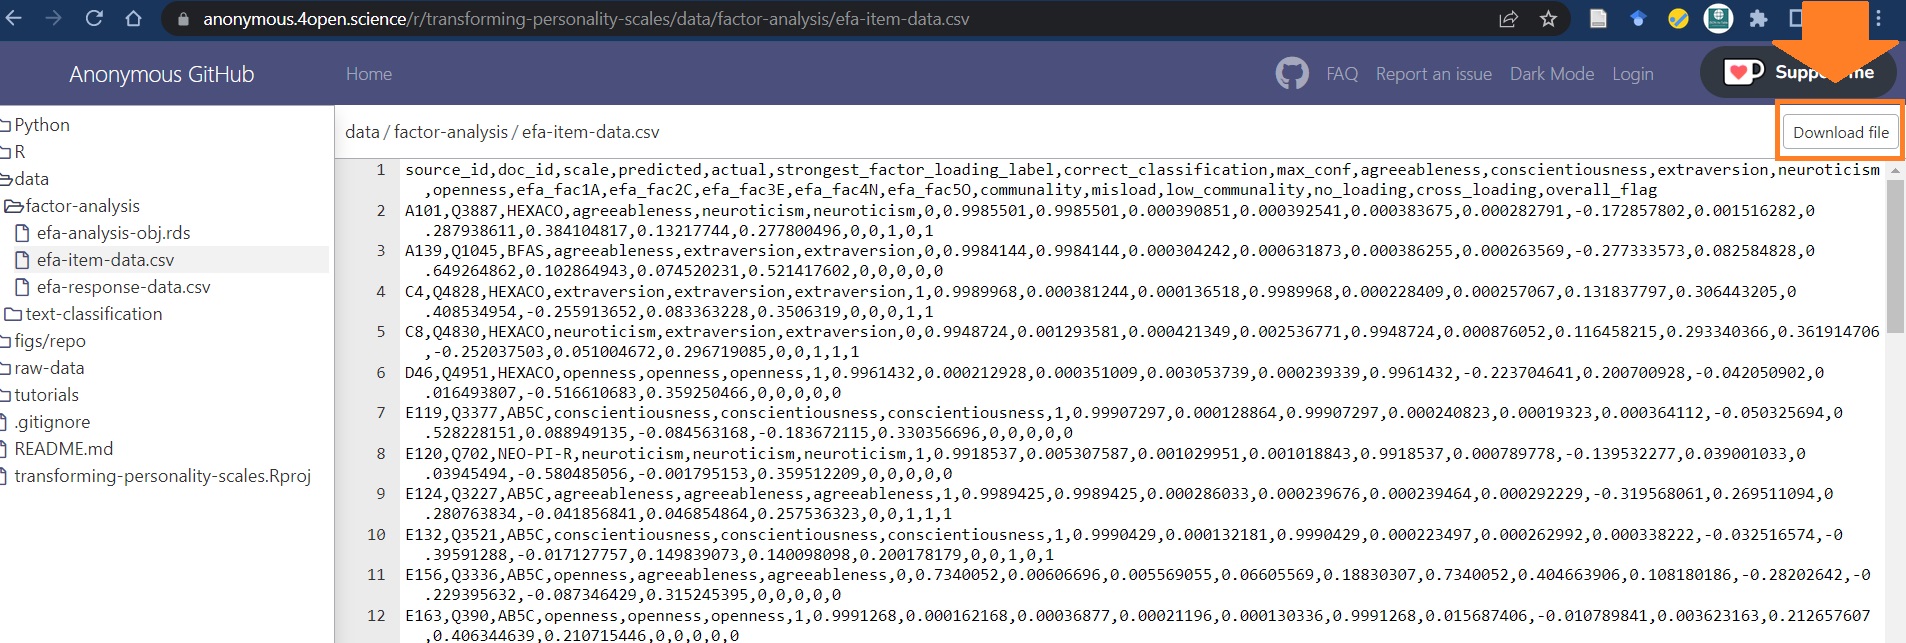 anonymous.4open.science/r/transforming-personality-scales/data/factor-analysis/efa-item-data.csv
Anonymous GitHub
Home
FAQ
Report an issue
Dark Mode
Login
Python
R
data
factor-analysis
efa-analysis-obj.rds
efa-item-data.csv
efa-response-data.csv
text-classification
figs/repo
raw-data
tutorials
.gitignore
README.md
transforming-personality-scales.Rproj
data / factor-analysis / efa-item-data.csv
Download file
1 source_id,doc_id,scale,predicted,actual,strongest_factor_loading_label,correct_classification,max_conf,agreeableness,conscientiousness,extraversion,neuroticism
,openness,efa_fac1A,efa_fac2C,efa_fac3E,efa_fac4N,efa_fac5O,communality,misload,low_communality,no_loading,cross_loading,overall_flag
2 A101,Q3887,HEXACO,agreeableness,neuroticism,neuroticism,0,0.9985501,0.9985501,0.000390851,0.000392541,0.000383675,0.000282791,-0.172857802,0.001516282,0
.287938611,0.384104817,0.13217744,0.277800496,0,0,1,0,1
3 A139,Q1045,BFAS,agreeableness,extraversion,extraversion,0,0.9984144,0.9984144,0.000304242,0.000631873,0.000386255,0.000263569,-0.277333573,0.082584828,0
.649264862,0.102864943,0.074520231,0.521417602,0,0,0,0,0
4 C4,Q4828,HEXACO,extraversion,extraversion,extraversion,1,0.9989968,0.000381244,0.000136518,0.9989968,0.000228409,0.000257067,0.131837797,0.306443205,0
.408534954,-0.255913652,0.083363228,0.3506319,0,0,0,1,1
5 C8,Q4830,HEXACO,neuroticism,extraversion,extraversion,0,0.9948724,0.001293581,0.000421349,0.002536771,0.9948724,0.000876052,0.116458215,0.293340366,0.361914706
,-0.252037503,0.051004672,0.296719085,0,0,1,1,1
6 D46,Q4951,HEXACO,openness,openness,openness,1,0.9961432,0.000212928,0.000351009,0.003053739,0.000239339,0.9961432,-0.223704641,0.200700928,-0.042050902,0
.016493807,-0.516610683,0.359250466,0,0,0,0,0
7 E119,Q3377,AB5C,conscientiousness,conscientiousness,conscientiousness,1,0.99907297,0.000128864,0.99907297,0.000240823,0.00019323,0.000364112,-0.050325694,0
.528228151,0.088949135,-0.084563168,-0.183672115,0.330356696,0,0,0,0,0
8 E120,Q702,NEO-PI-R,neuroticism,neuroticism,neuroticism,1,0.9918537,0.005307587,0.001029951,0.001018843,0.9918537,0.000789778,-0.139532277,0.039001033,0
.03945494,-0.580485056,-0.001795153,0.359512209,0,0,0,0,0
9 E124,Q3227,AB5C,agreeableness,agreeableness,agreeableness,1,0.9989425,0.9989425,0.000286033,0.000239676,0.000239464,0.000292229,-0.319568061,0.269511094,0
.280763834,-0.041856841,0.046854864,0.257536323,0,0,1,1,1
10 E132,Q3521,AB5C,conscientiousness,conscientiousness,conscientiousness,1,0.9990429,0.000132181,0.9990429,0.000223497,0.000262992,0.000338222,-0.032516574,-0
.39591288,-0.017127757,0.149839073,0.140098098,0.200178179,0,0,1,0,1
11 E156,Q3336,AB5C,openness,agreeableness,agreeableness,0,0.7340052,0.00606696,0.005569055,0.06605569,0.18830307,0.7340052,0.404663906,0.108180186,-0.28202642,-0
.229395632,-0.087346429,0.315245395,0,0,0,0,0
12 E163,Q390,AB5C,openness,openness,openness,1,0.9991268,0.000162168,0.00036877,0.00021196,0.000130336,0.9991268,0.015687406,-0.010789841,0.003623163,0.212657607
,0.406344639,0.210715446,0,0,0,0,0